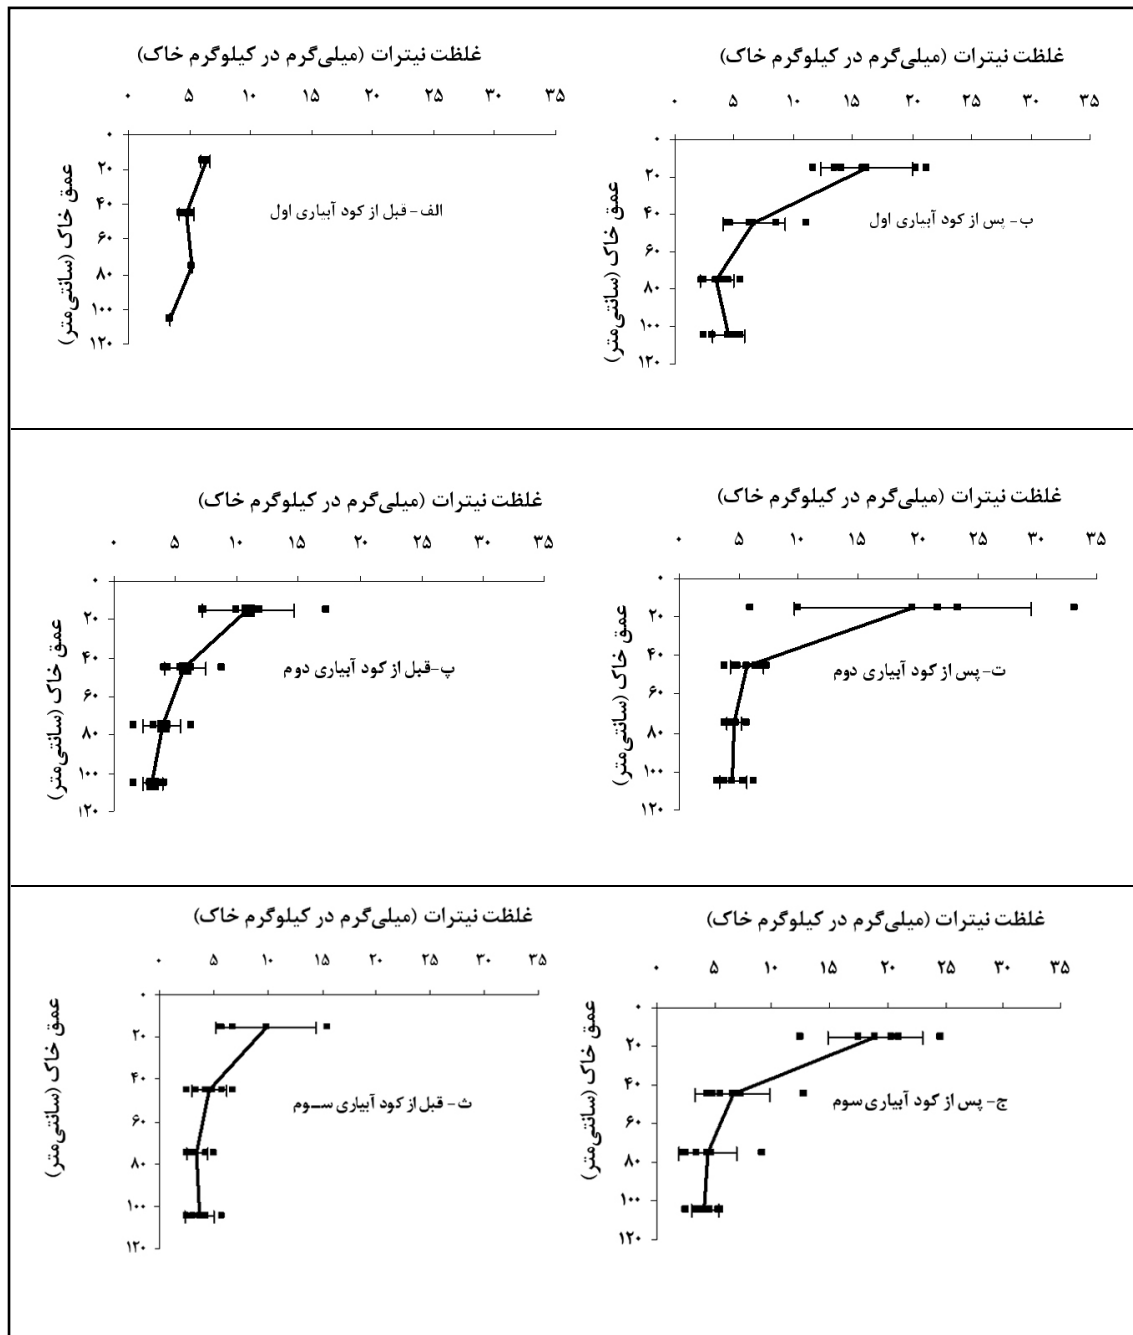 غلظت نیترات (میلی‌گرم در کیلوگرم خاک)
۰ ۵ ۱۰ ۱۵ ۲۰ ۲۵ ۳۰ ۳۵
۰
۲۰
۴۰
۶۰
۸۰
۱۰۰
۱۲۰
عمق خاک (سانتی‌متر)
الف - قبل از کود آبیاری اول
غلظت نیترات (میلی‌گرم در کیلوگرم خاک)
۰ ۵ ۱۰ ۱۵ ۲۰ ۲۵ ۳۰ ۳۵
۰
۲۰
۴۰
۶۰
۸۰
۱۰۰
۱۲۰
عمق خاک (سانتی‌متر)
ب - پس از کود آبیاری اول
غلظت نیترات (میلی‌گرم در کیلوگرم خاک)
۰ ۵ ۱۰ ۱۵ ۲۰ ۲۵ ۳۰ ۳۵
۰
۲۰
۴۰
۶۰
۸۰
۱۰۰
۱۲۰
عمق خاک (سانتی‌متر)
پ-قبل از کود آبیاری دوم
غلظت نیترات (میلی‌گرم در کیلوگرم خاک)
۰ ۵ ۱۰ ۱۵ ۲۰ ۲۵ ۳۰ ۳۵
۰
۲۰
۴۰
۶۰
۸۰
۱۰۰
۱۲۰
عمق خاک (سانتی‌متر)
ت- پس از کود آبیاری دوم
غلظت نیترات (میلی‌گرم در کیلوگرم خاک)
۰ ۵ ۱۰ ۱۵ ۲۰ ۲۵ ۳۰ ۳۵
۰
۲۰
۴۰
۶۰
۸۰
۱۰۰
۱۲۰
عمق خاک (سانتی‌متر)
ث - قبل از کود آبیاری ســوم
غلظت نیترات (میلی‌گرم در کیلوگرم خاک)
۰ ۵ ۱۰ ۱۵ ۲۰ ۲۵ ۳۰ ۳۵
۰
۲۰
۴۰
۶۰
۸۰
۱۰۰
۱۲۰
عمق خاک (سانتی‌متر)
ج- پس از کود آبیاری سوم